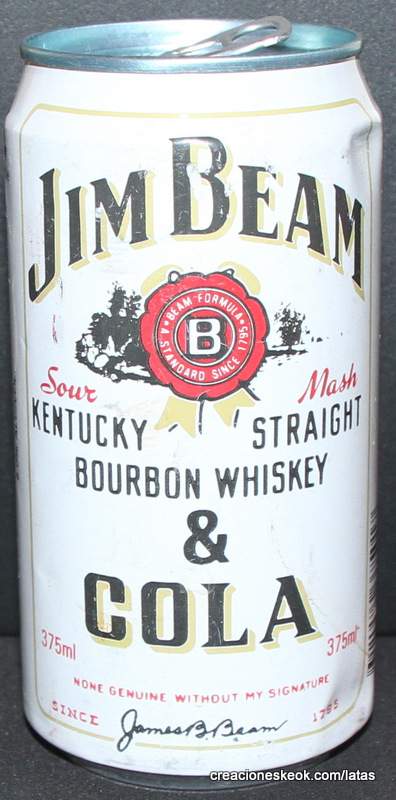 JIM BEAM
BEAM FORMULA
A STANDARD SINCE 1795
B
Sour Mash
KENTUCKY STRAIGHT
BOURBON WHISKEY
&
COLA
375ml 375ml
NONE GENUINE WITHOUT MY SIGNATURE
SINCE 1795
James B. Beam
creacioneskeok.com/latas